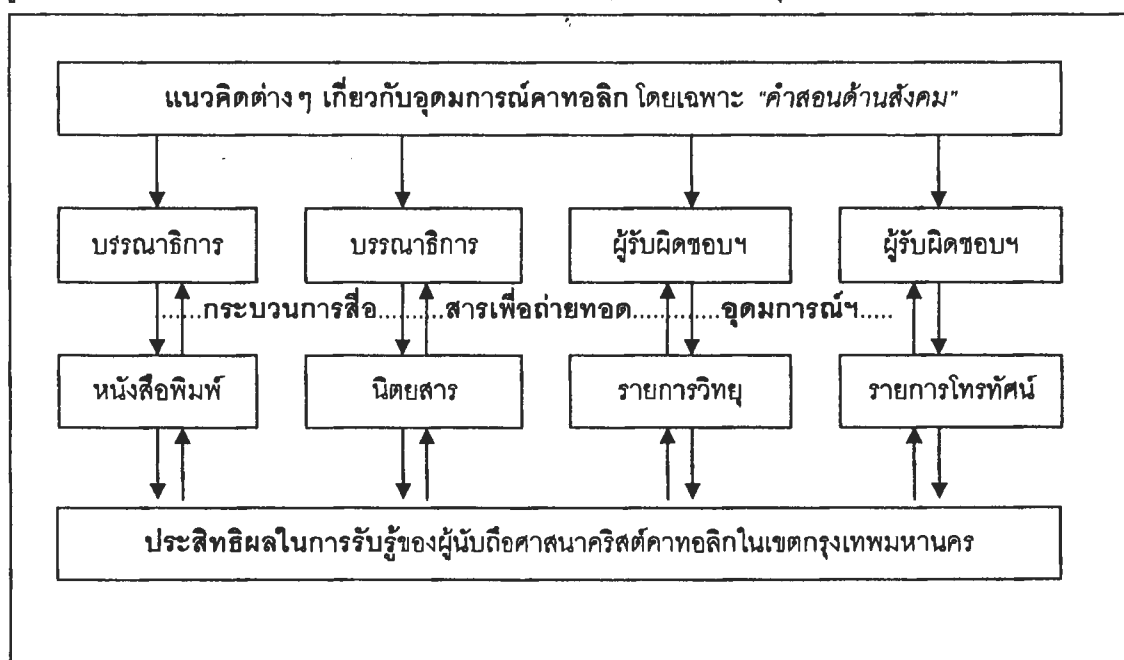 แนวคิดต่างๆ เกี่ยวกับอุดมการณ์คาทอลิก โดยเฉพาะ "คำสอนด้านสังคม"
บรรณาธิการ บรรณาธิการ ผู้รับผิดชอบฯ ผู้รับผิดชอบฯ
......กระบวนการสื่อ..........สารเพื่อถ่ายทอด.............อุดมการณ์ฯ.....
หนังสือพิมพ์ นิตยสาร รายการวิทยุ รายการโทรทัศน์
ประสิทธิผลในการรับรู้ของผู้นับถือศาสนาคริสต์คาทอลิกในเขตกรุงเทพมหานคร